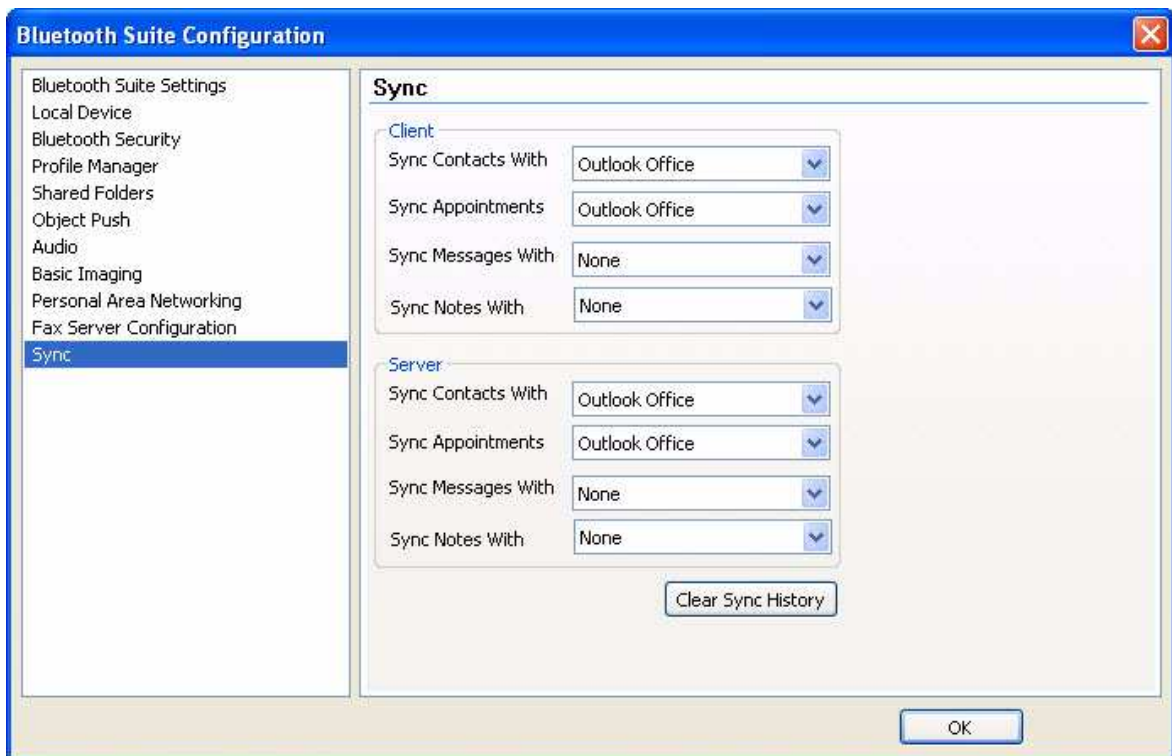 Bluetooth Suite Configuration
Bluetooth Suite Settings
Local Device
Bluetooth Security
Profile Manager
Shared Folders
Object Push
Audio
Basic Imaging
Personal Area Networking
Fax Server Configuration
Sync
Sync
Client
Sync Contacts With Outlook Office
Sync Appointments Outlook Office
Sync Messages With None
Sync Notes With None
Server
Sync Contacts With Outlook Office
Sync Appointments Outlook Office
Sync Messages With None
Sync Notes With None
Clear Sync History
OK